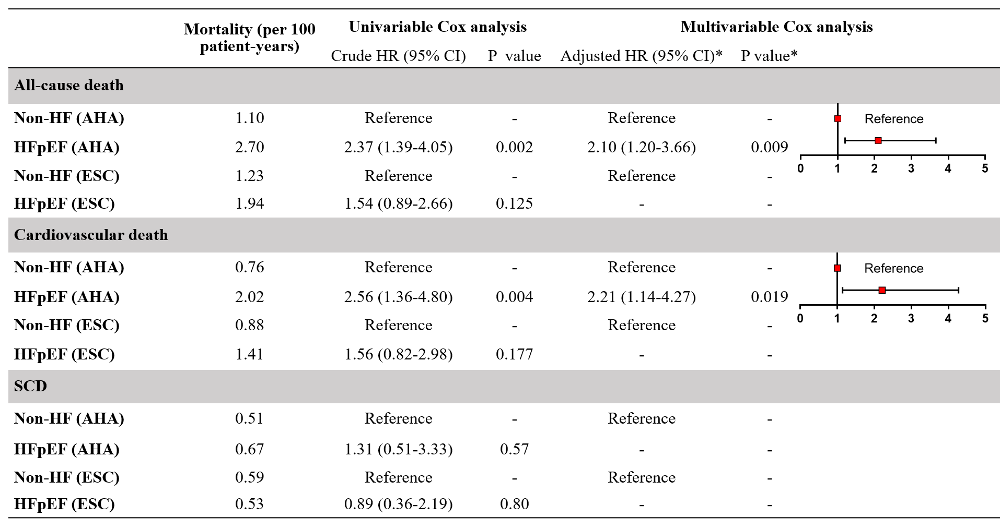 Mortality (per 100 patient-years) Univariable Cox analysis Multivariable Cox analysis
Crude HR (95% CI) P value Adjusted HR (95% CI)* P value*
All-cause death
Non-HF (AHA) 1.10 Reference - Reference - Reference
HFpEF (AHA) 2.70 2.37 (1.39-4.05) 0.002 2.10 (1.20-3.66) 0.009
0 1 2 3 4 5
Non-HF (ESC) 1.23 Reference - Reference -
HFpEF (ESC) 1.94 1.54 (0.89-2.66) 0.125 - -
Cardiovascular death
Non-HF (AHA) 0.76 Reference - Reference - Reference
HFpEF (AHA) 2.02 2.56 (1.36-4.80) 0.004 2.21 (1.14-4.27) 0.019
0 1 2 3 4 5
Non-HF (ESC) 0.88 Reference - Reference -
HFpEF (ESC) 1.41 1.56 (0.82-2.98) 0.177 - -
SCD
Non-HF (AHA) 0.51 Reference - Reference -
HFpEF (AHA) 0.67 1.31 (0.51-3.33) 0.57 - -
Non-HF (ESC) 0.59 Reference - Reference -
HFpEF (ESC) 0.53 0.89 (0.36-2.19) 0.80 - -